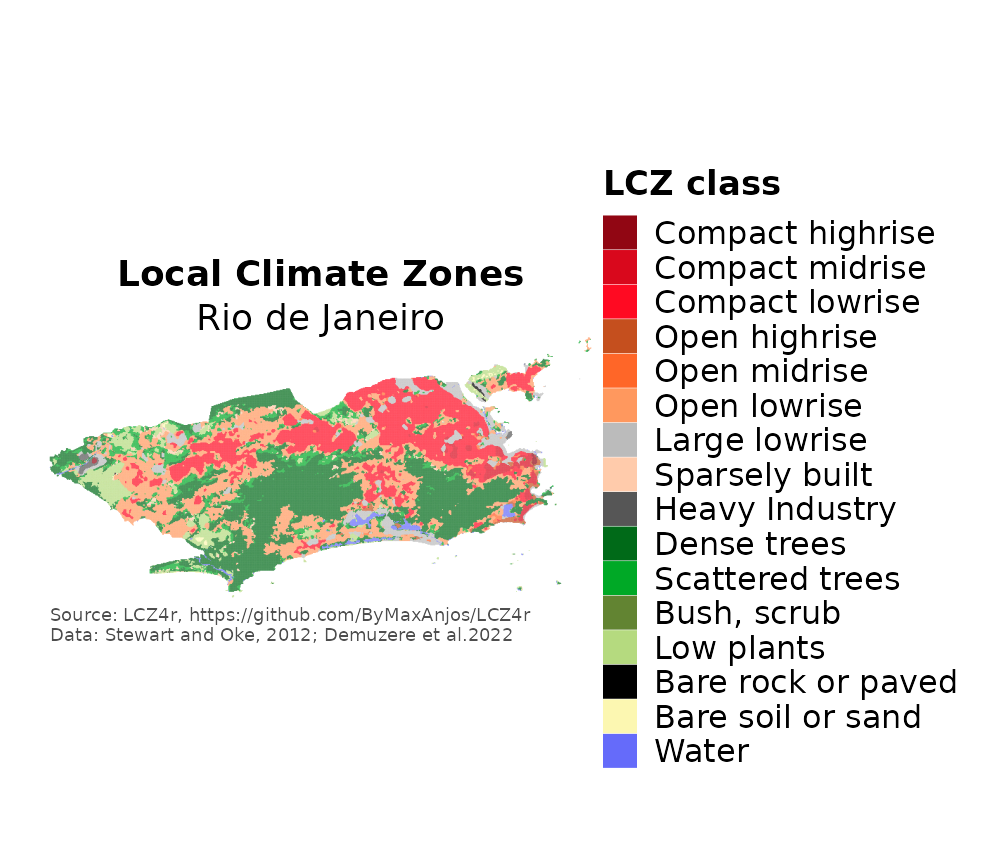 Local Climate Zones
Rio de Janeiro
LCZ class
Compact highrise
Compact midrise
Compact lowrise
Open highrise
Open midrise
Open lowrise
Large lowrise
Sparsely built
Heavy Industry
Dense trees
Scattered trees
Bush, scrub
Low plants
Bare rock or paved
Bare soil or sand
Water
Source: LCZ4r, https://github.com/ByMaxAnjos/LCZ4r
Data: Stewart and Oke, 2012; Demuzere et al.2022